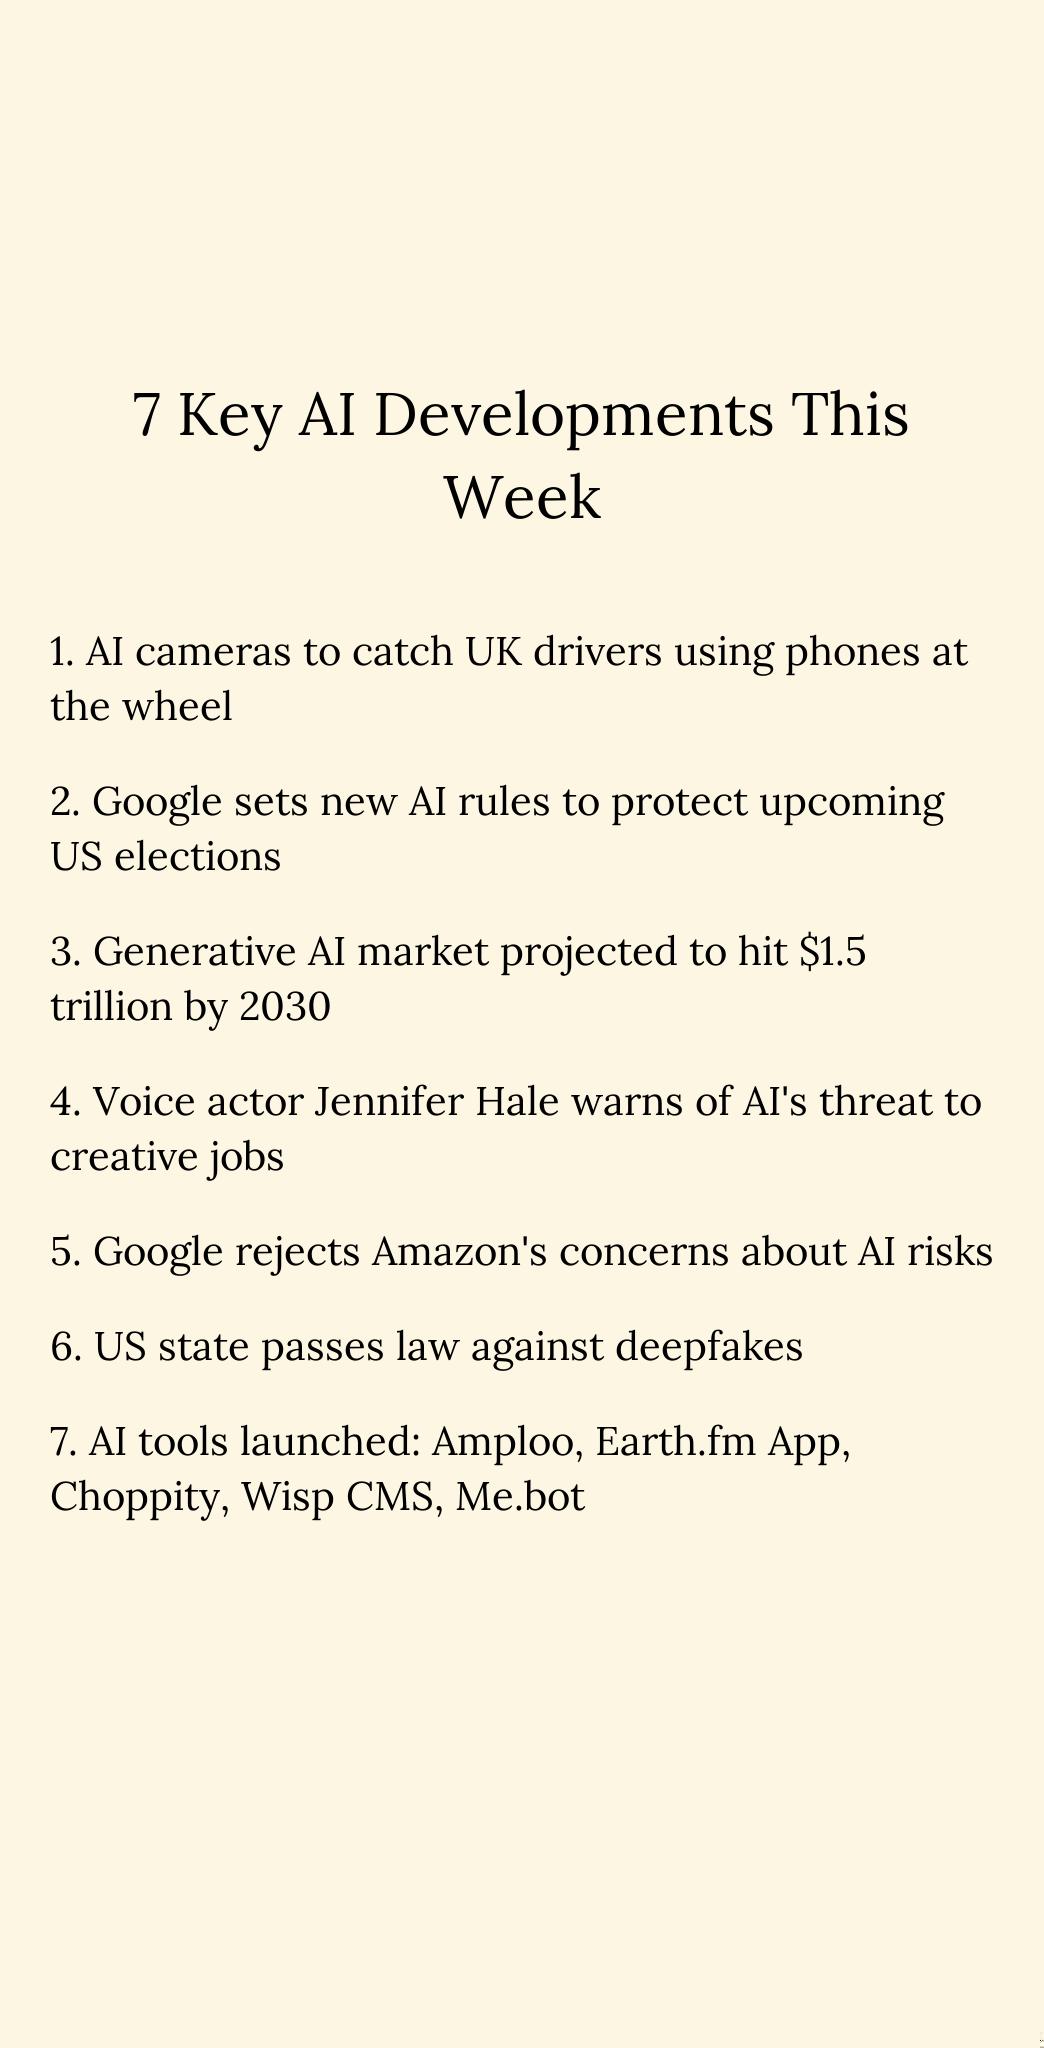 7 Key AI Developments This
Week
1. AI cameras to catch UK drivers using phones at
the wheel
2. Google sets new AI rules to protect upcoming
US elections
3. Generative AI market projected to hit $1.5
trillion by 2030
4. Voice actor Jennifer Hale warns of AI's threat to
creative jobs
5. Google rejects Amazon's concerns about AI risks
6. US state passes law against deepfakes
7. AI tools launched: Amploo, Earth.fm App,
Choppity, Wisp CMS, Me.bot